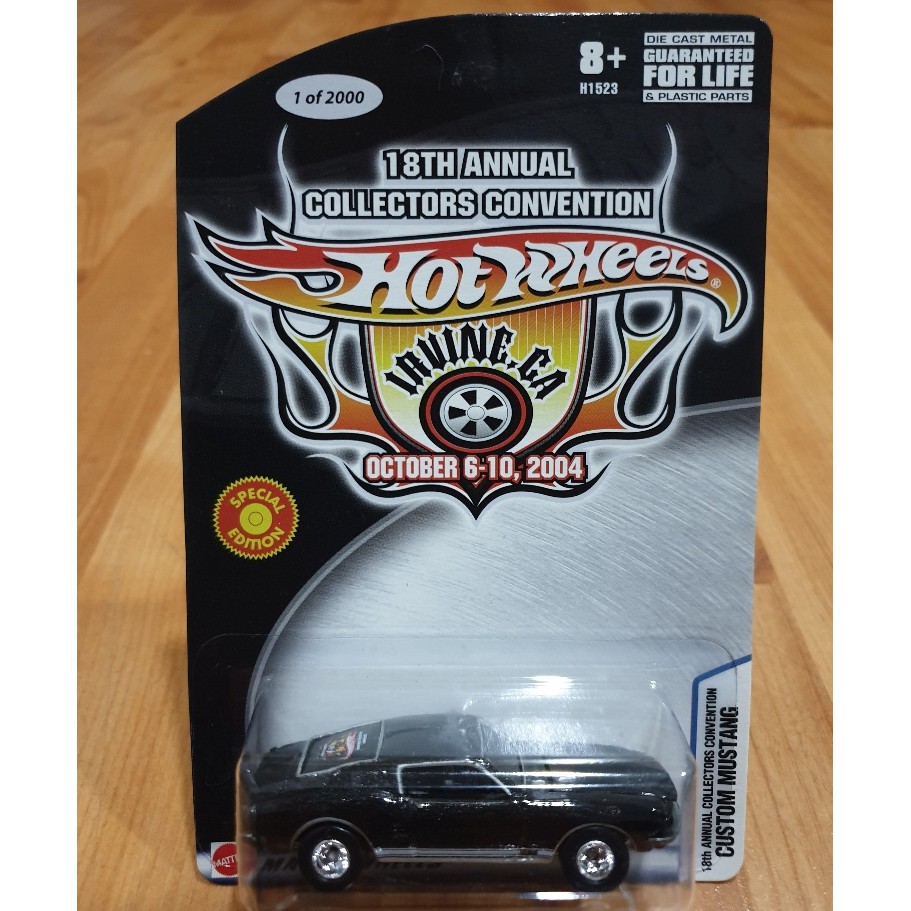 DIE CAST METAL
GUARANTEED
FOR LIFE
& PLASTIC PARTS
8+
H1523
1 of 2000
18TH ANNUAL
COLLECTORS CONVENTION
HOT WHEELS®
IRVINE, CA
OCTOBER 6-10, 2004
SPECIAL
EDITION
18th ANNUAL COLLECTORS CONVENTION
CUSTOM MUSTANG